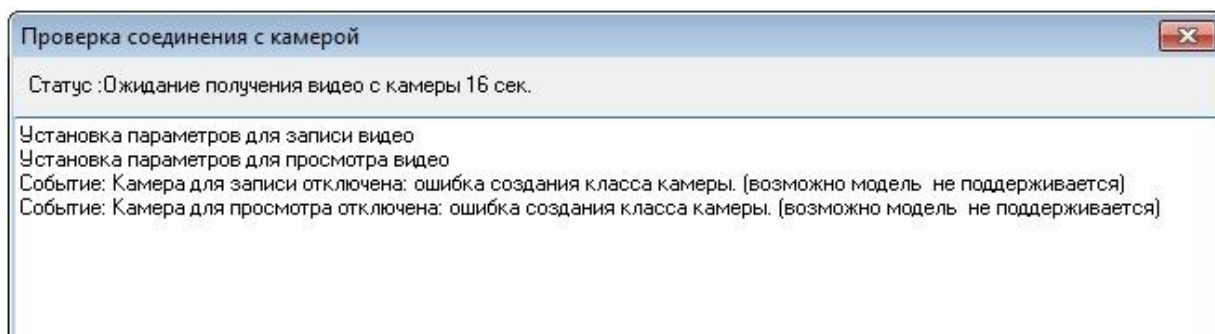 Проверка соединения с камерой
Статус :Ожидание получения видео с камеры 16 сек.
Установка параметров для записи видео
Установка параметров для просмотра видео
Событие: Камера для записи отключена: ошибка создания класса камеры. (возможно модель  не поддерживается)
Событие: Камера для просмотра отключена: ошибка создания класса камеры. (возможно модель  не поддерживается)